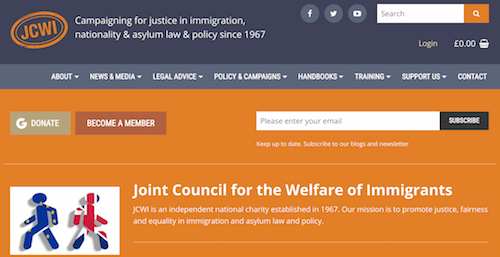 JCWI
Campaigning for justice in immigration,
nationality & asylum law & policy since 1967
Search
Login
£0.00
ABOUT
NEWS & MEDIA
LEGAL ADVICE
POLICY & CAMPAIGNS
HANDBOOKS
TRAINING
SUPPORT US
CONTACT
G DONATE
BECOME A MEMBER
Please enter your email
SUBSCRIBE
Keep up to date. Subscribe to our blogs and newsletter
Joint Council for the Welfare of Immigrants
JCWI is an independent national charity established in 1967. Our mission is to promote justice, fairness
and equality in immigration and asylum law and policy.